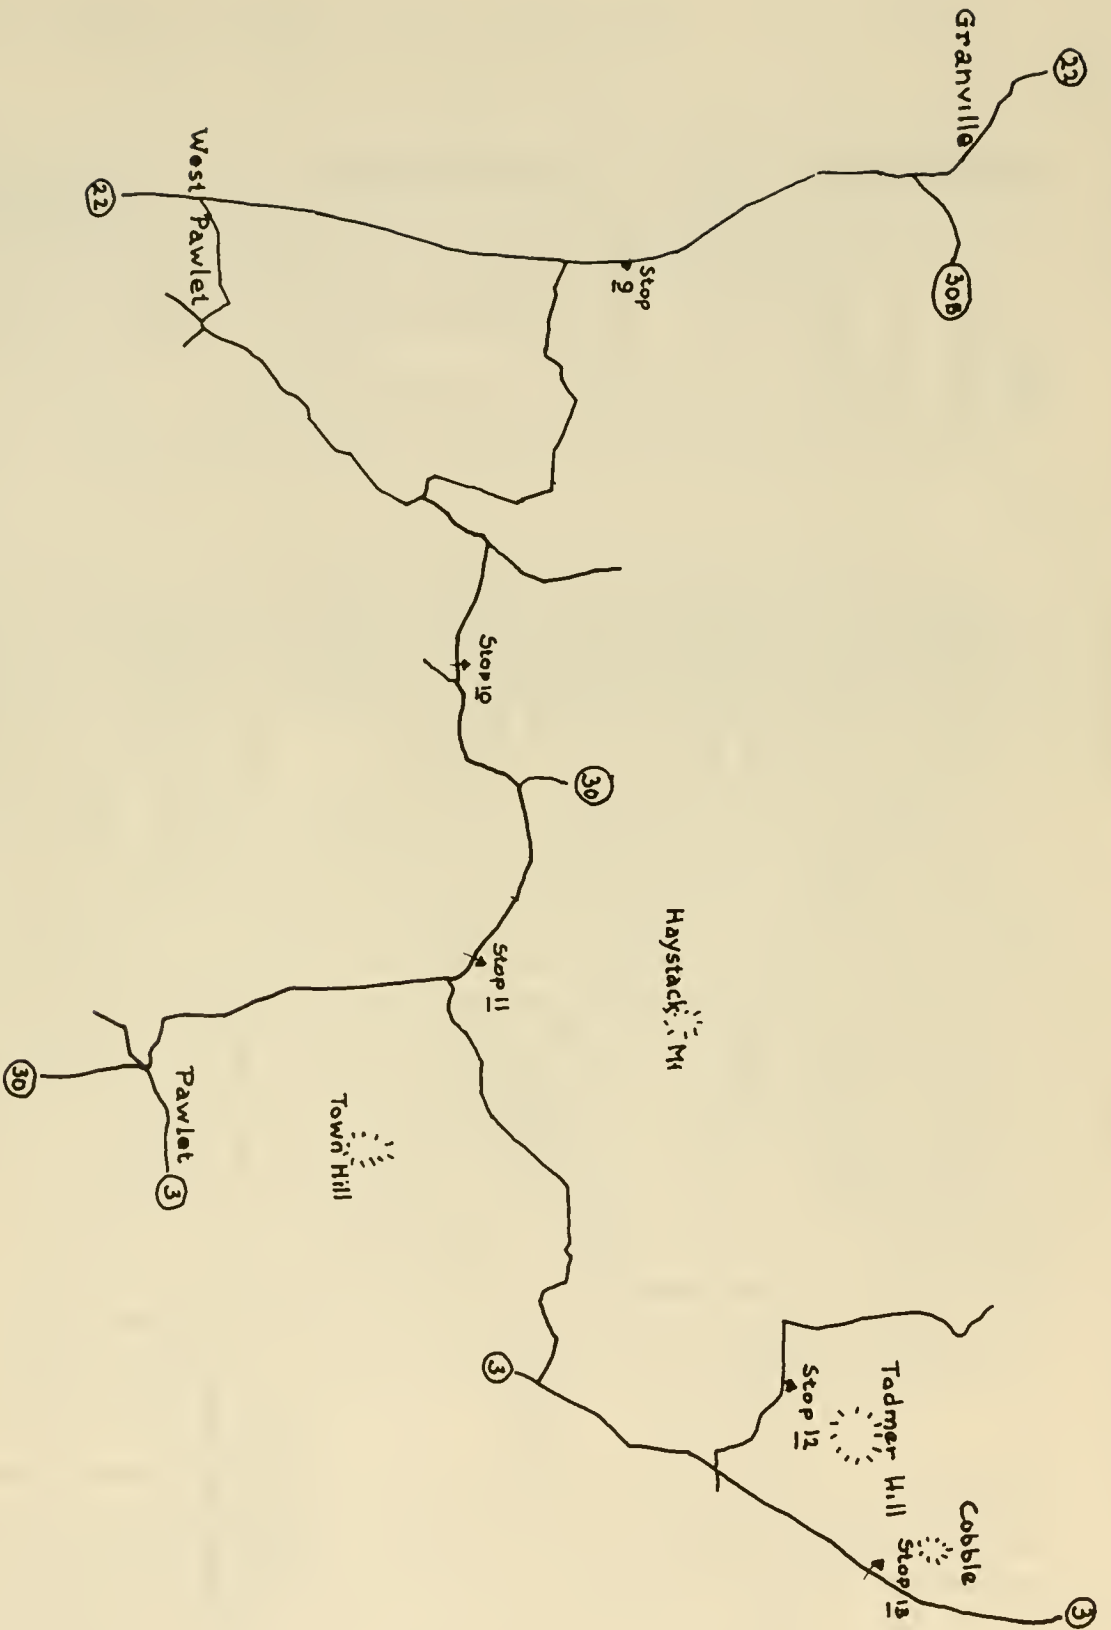 22
Granville
30B
Stop
9
West Pawlet
22
Stop 10
30
Haystack Mt
Stop 11
Town Hill
Pawlet
30
3
Todmer Hill
Stop 12
Cobble
Stop 13
3
3